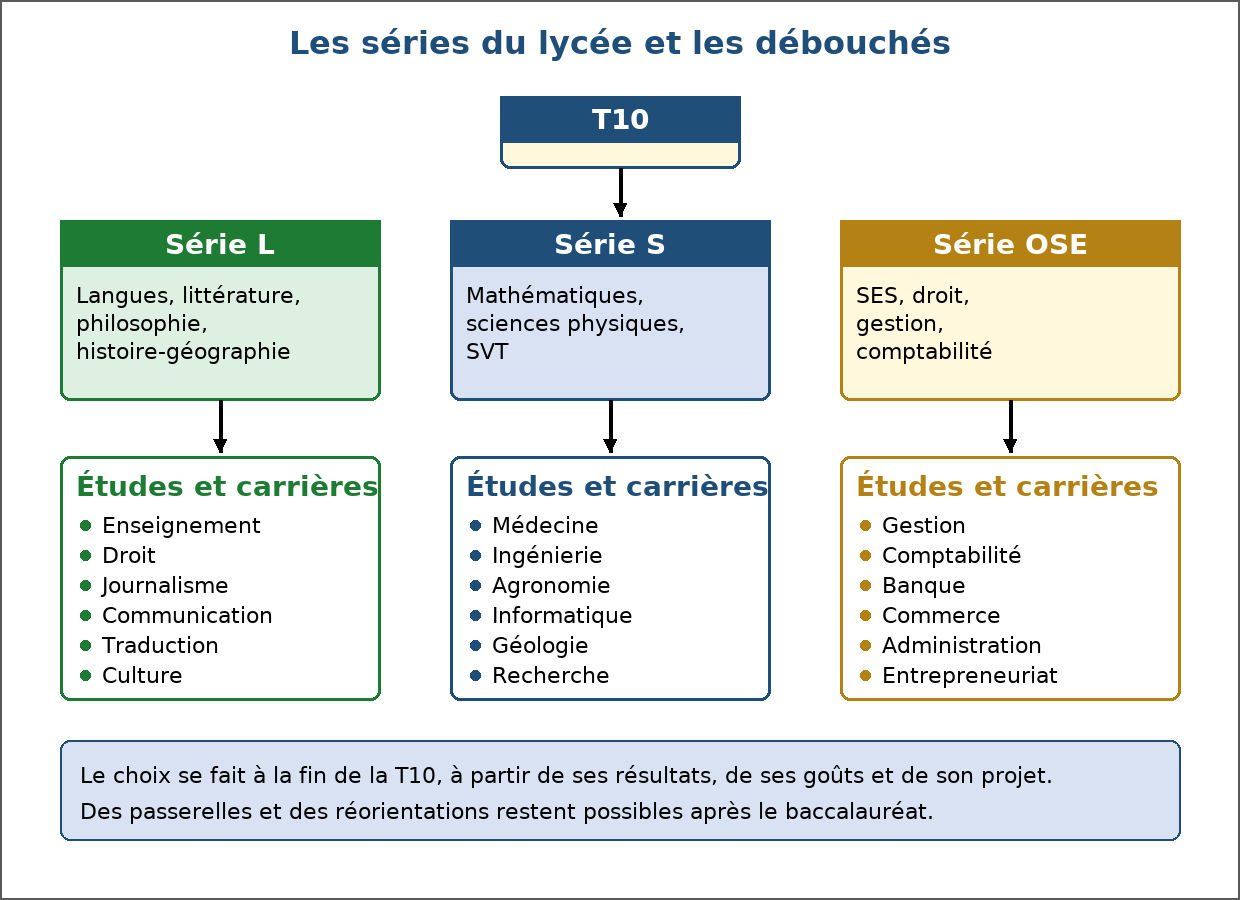 Les séries du lycée et les débouchés
T10
Série L
Langues, littérature,
philosophie,
histoire-géographie
Série S
Mathématiques,
sciences physiques,
SVT
Série OSE
SES, droit,
gestion,
comptabilité
Études et carrières
Enseignement
Droit
Journalisme
Communication
Traduction
Culture
Études et carrières
Médecine
Ingénierie
Agronomie
Informatique
Géologie
Recherche
Études et carrières
Gestion
Comptabilité
Banque
Commerce
Administration
Entrepreneuriat
Le choix se fait à la fin de la T10, à partir de ses résultats, de ses goûts et de son projet.
Des passerelles et des réorientations restent possibles après le baccalauréat.